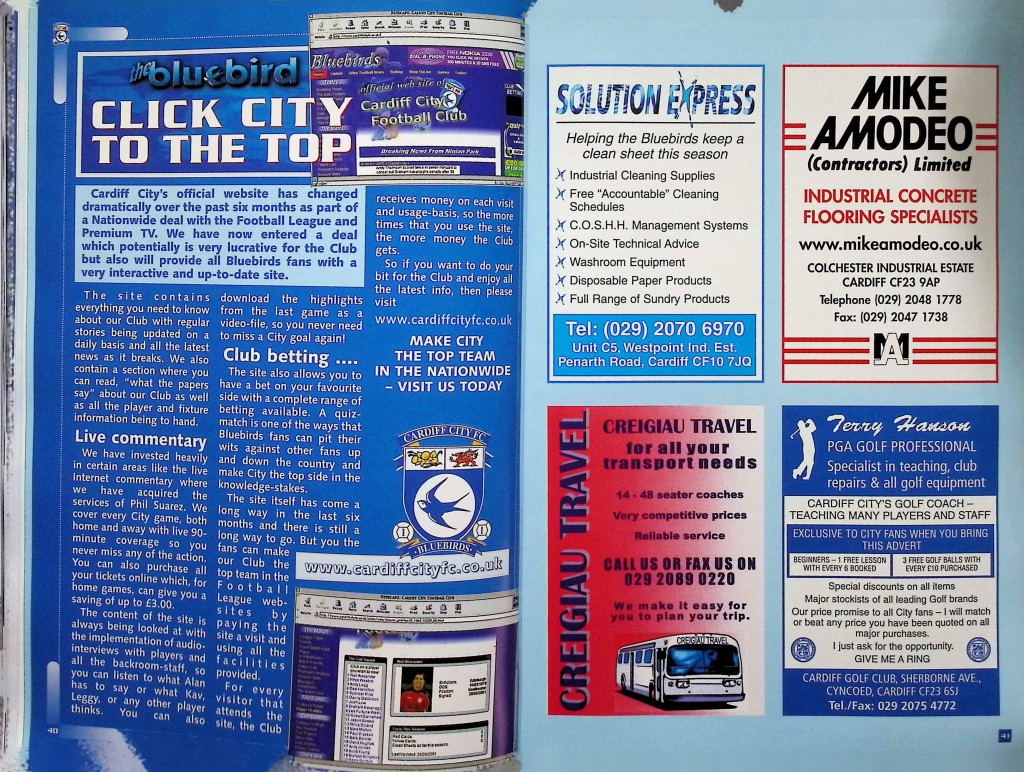 the bluebird
CLICK CITY
TO THE TOP
Cardiff City's official website has changed
dramatically over the past six months as part of
a Nationwide deal with the Football League and
Premium TV. We have now entered a deal
which potentially is very lucrative for the Club
but also will provide all Bluebirds fans with a
very interactive and up-to-date site.
The site contains
everything you need to know
about our Club with regular
stories being updated on a
daily basis and all the latest
news as it breaks. We also
contain a section where you
can read, "what the papers
say" about our Club as well
as all the player and fixture
information being to hand.
Live commentary
We have invested heavily
in certain areas like the live
Internet commentary where
we have acquired the
services of Phil Suarez. We
cover every City game, both
home and away with live 90-
minute coverage so you
never miss any of the action.
You can also purchase all
your tickets online which, for
home games, can give you a
saving of up to £3.00.
The content of the site is
always being looked at with
the implementation of audio-
interviews with players and
all the backroom-staff, so
you can listen to what Alan
has to say or what Kav,
Leggy, or any other player
thinks. You can also
download the highlights
from the last game as a
video-file, so you never need
to miss a City goal again!
Club betting ....
The site also allows you to
have a bet on your favourite
side with a complete range of
betting available. A quiz-
match is one of the ways that
Bluebirds fans can pit their
wits against other fans up
and down the country and
make City the top side in the
knowledge-stakes.
The site itself has come a
long way in the last six
months and there is still a
long way to go. But you the
fans can make
our Club the
top team in the
Football
League web-
sites by
paying the
site a visit and
using all the
facilities
provided.
For every
visitor that
attends the
site, the Club
receives money on each visit
and usage-basis, so the more
times that you use the site,
the more money the Club
gets.
So if you want to do your
bit for the Club and enjoy all
the latest info, then please
visit
www.cardiffcityfc.co.uk
MAKE CITY
THE TOP TEAM
IN THE NATIONWIDE
– VISIT US TODAY
CARDIFF CITY FC
BLUEBIRDS
www.cardiffcityfc.co.uk
Bluebirds
DIAL-A-PHONE
FREE NOKIA 3330
official web site of
Cardiff City
Football Club
Breaking News From Ninian Park
40
SOLUTION EXPRESS
Helping the Bluebirds keep a
clean sheet this season
Industrial Cleaning Supplies
Free "Accountable" Cleaning
Schedules
C.O.S.H.H. Management Systems
On-Site Technical Advice
Washroom Equipment
Disposable Paper Products
Full Range of Sundry Products
Tel: (029) 2070 6970
Unit C5, Westpoint Ind. Est.
Penarth Road, Cardiff CF10 7JQ
MIKE
AMODEO
(Contractors) Limited
INDUSTRIAL CONCRETE
FLOORING SPECIALISTS
www.mikeamodeo.co.uk
COLCHESTER INDUSTRIAL ESTATE
CARDIFF CF23 9AP
Telephone (029) 2048 1778
Fax: (029) 2047 1738
MA
CREIGIAU TRAVEL
CREIGIAU TRAVEL
for all your
transport needs
14 - 48 seater coaches
Very competitive prices
Reliable service
CALL US OR FAX US ON
029 2089 0220
We make it easy for
you to plan your trip.
CREIGIAU TRAVEL
Terry Hanson
PGA GOLF PROFESSIONAL
Specialist in teaching, club
repairs & all golf equipment
CARDIFF CITY'S GOLF COACH –
TEACHING MANY PLAYERS AND STAFF
EXCLUSIVE TO CITY FANS WHEN YOU BRING
THIS ADVERT
BEGINNERS – 1 FREE LESSON
WITH EVERY 6 BOOKED
3 FREE GOLF BALLS WITH
EVERY £10 PURCHASED
Special discounts on all items
Major stockists of all leading Golf brands
Our price promise to all City fans – I will match
or beat any price you have been quoted on all
major purchases.
I just ask for the opportunity.
GIVE ME A RING
CARDIFF GOLF CLUB, SHERBORNE AVE.,
CYNCOED, CARDIFF CF23 6SJ
Tel./Fax: 029 2075 4772
41